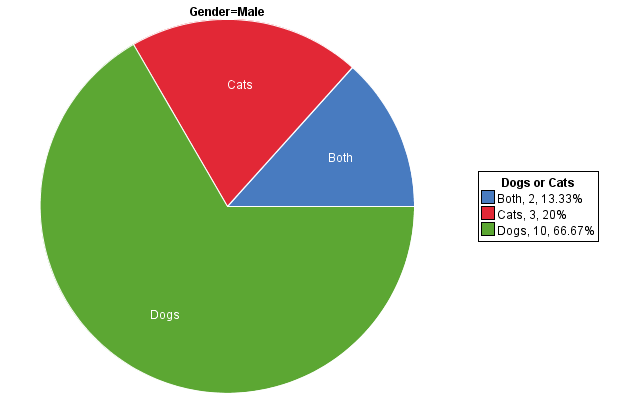 Gender=Male
Cats
Both
Dogs
Dogs or Cats
Both, 2, 13.33%
Cats, 3, 20%
Dogs, 10, 66.67%